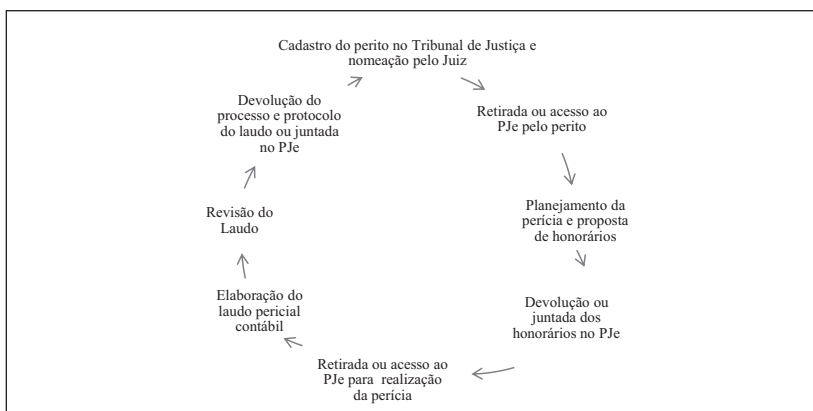 Cadastro do perito no Tribunal de Justiça e
nomeação pelo Juiz
Retirada ou acesso ao
PJe pelo perito
Planejamento da
perícia e proposta
de honorários
Devolução ou
juntada dos
honorários no PJe
Retirada ou acesso ao
PJe para realização
da perícia
Elaboração do
laudo pericial
contábil
Revisão do
Laudo
Devolução do
processo e protocolo
do laudo ou juntada
no PJe